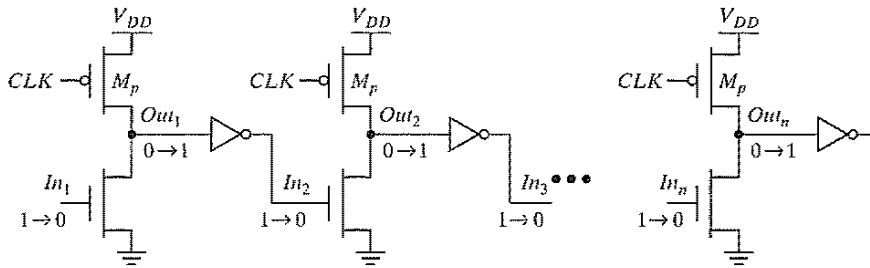 V_DD V_DD V_DD
CLK M_p CLK M_p CLK M_p
Out_1 Out_2 Out_n
0→1 0→1 0→1
In_1 In_2 In_3 ••• In_n
1→0 1→0 1→0 1→0